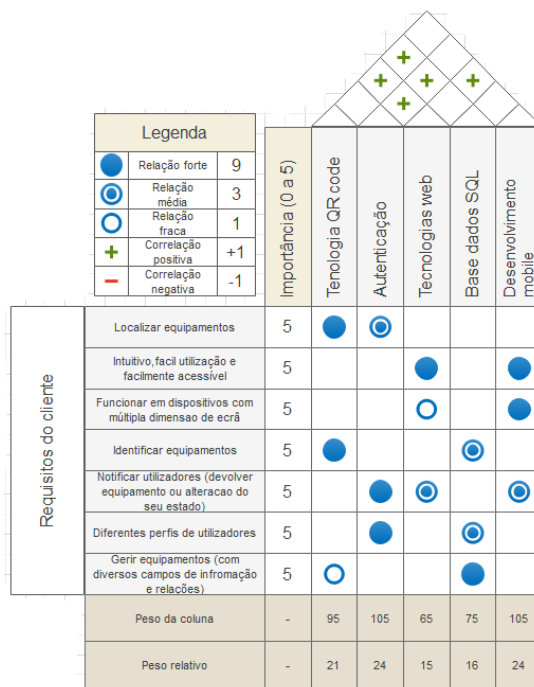 Legenda
Relação forte 9
Relação
média 3
Relação
fraca 1
+ Correlação
positiva +1
− Correlação
negativa -1
Importância (0 a 5)
Tenologia QR code
Autenticação
Tecnologias web
Base dados SQL
Desenvolvimento
mobile
Requisitos do cliente
Localizar equipamentos 5
Intuitivo,facil utilização e
facilmente acessível 5
Funcionar em dispositivos com
múltipla dimensao de ecrã 5
Identificar equipamentos 5
Notificar utilizadores (devolver
equipamento ou alteracao do
seu estado) 5
Diferentes perfis de utilizadores 5
Gerir equipamentos (com
diversos campos de infromação
e relações) 5
Peso da coluna - 95 105 65 75 105
Peso relativo - 21 24 15 16 24